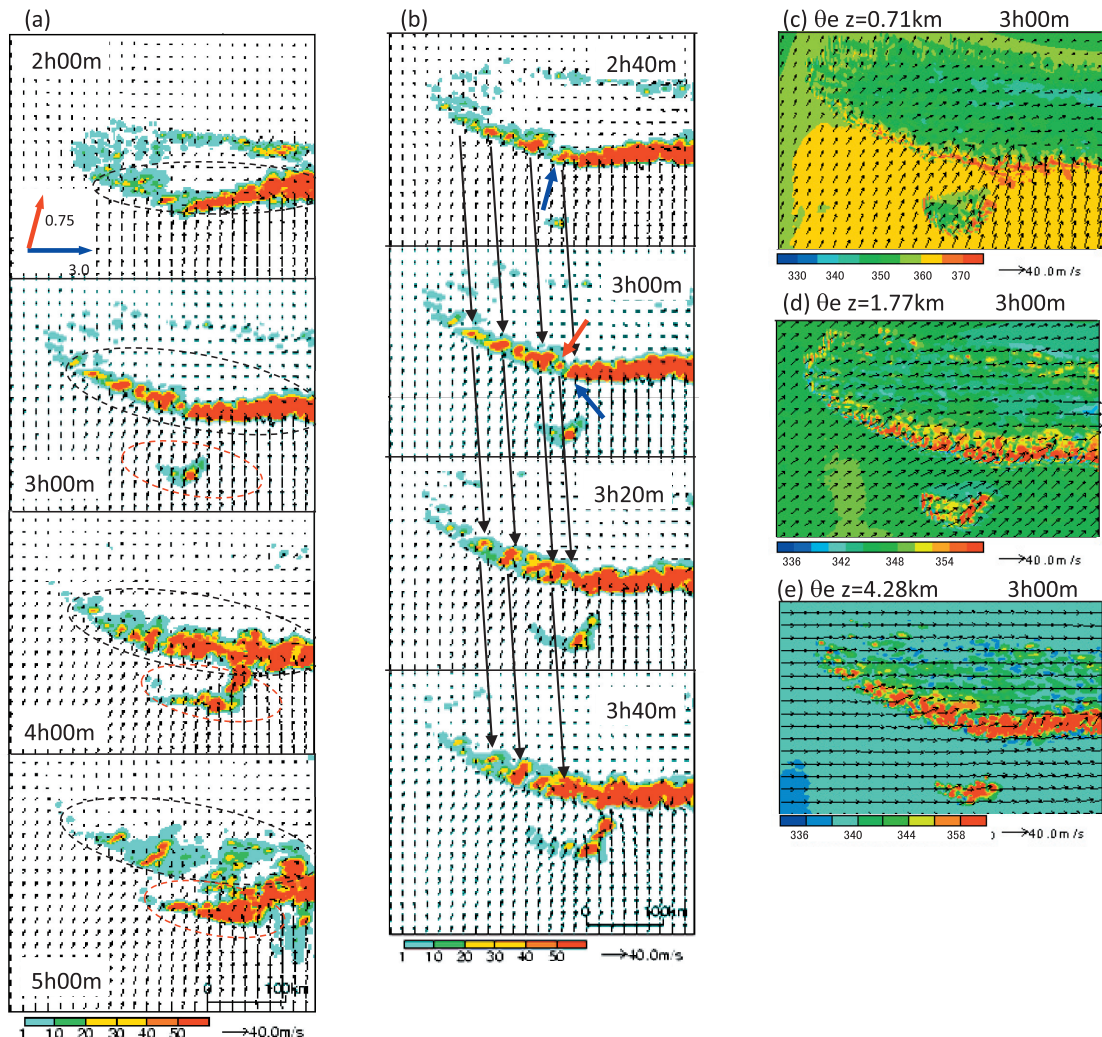 (a)
2h00m
0.75
3.0
3h00m
4h00m
5h00m
0 100km
1 10 20 30 40 50 40.0m/s
(b)
2h40m
3h00m
3h20m
3h40m
0 100km
1 10 20 30 40 50 40.0m/s
(c) θe z=0.71km 3h00m
330 340 350 360 370 40.0m/s
(d) θe z=1.77km 3h00m
336 342 348 354 40.0m/s
(e) θe z=4.28km 3h00m
336 340 344 358 40.0m/s